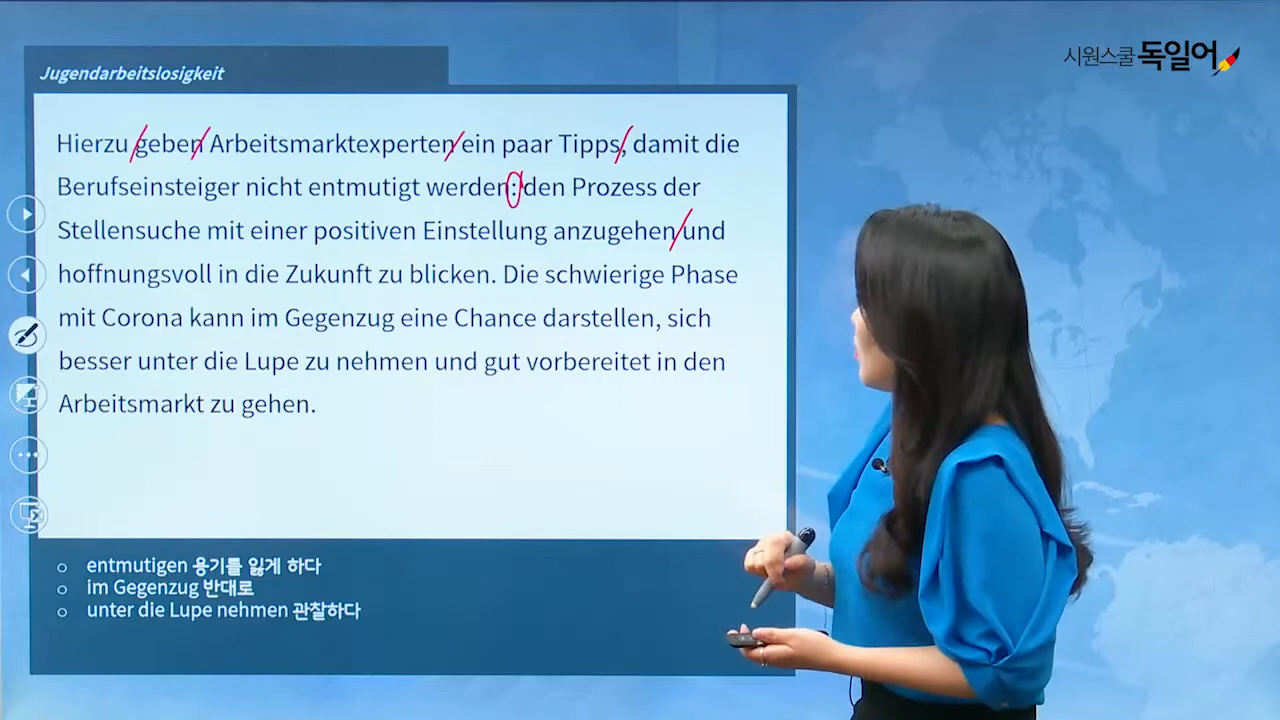 시원스쿨 독일어
Jugendarbeitslosigkeit
Hierzu geben Arbeitsmarktexperten ein paar Tipps, damit die
Berufseinsteiger nicht entmutigt werden: den Prozess der
Stellensuche mit einer positiven Einstellung anzugehen und
hoffnungsvoll in die Zukunft zu blicken. Die schwierige Phase
mit Corona kann im Gegenzug eine Chance darstellen, sich
besser unter die Lupe zu nehmen und gut vorbereitet in den
Arbeitsmarkt zu gehen.
entmutigen 용기를 잃게 하다
im Gegenzug 반대로
unter die Lupe nehmen 관찰하다